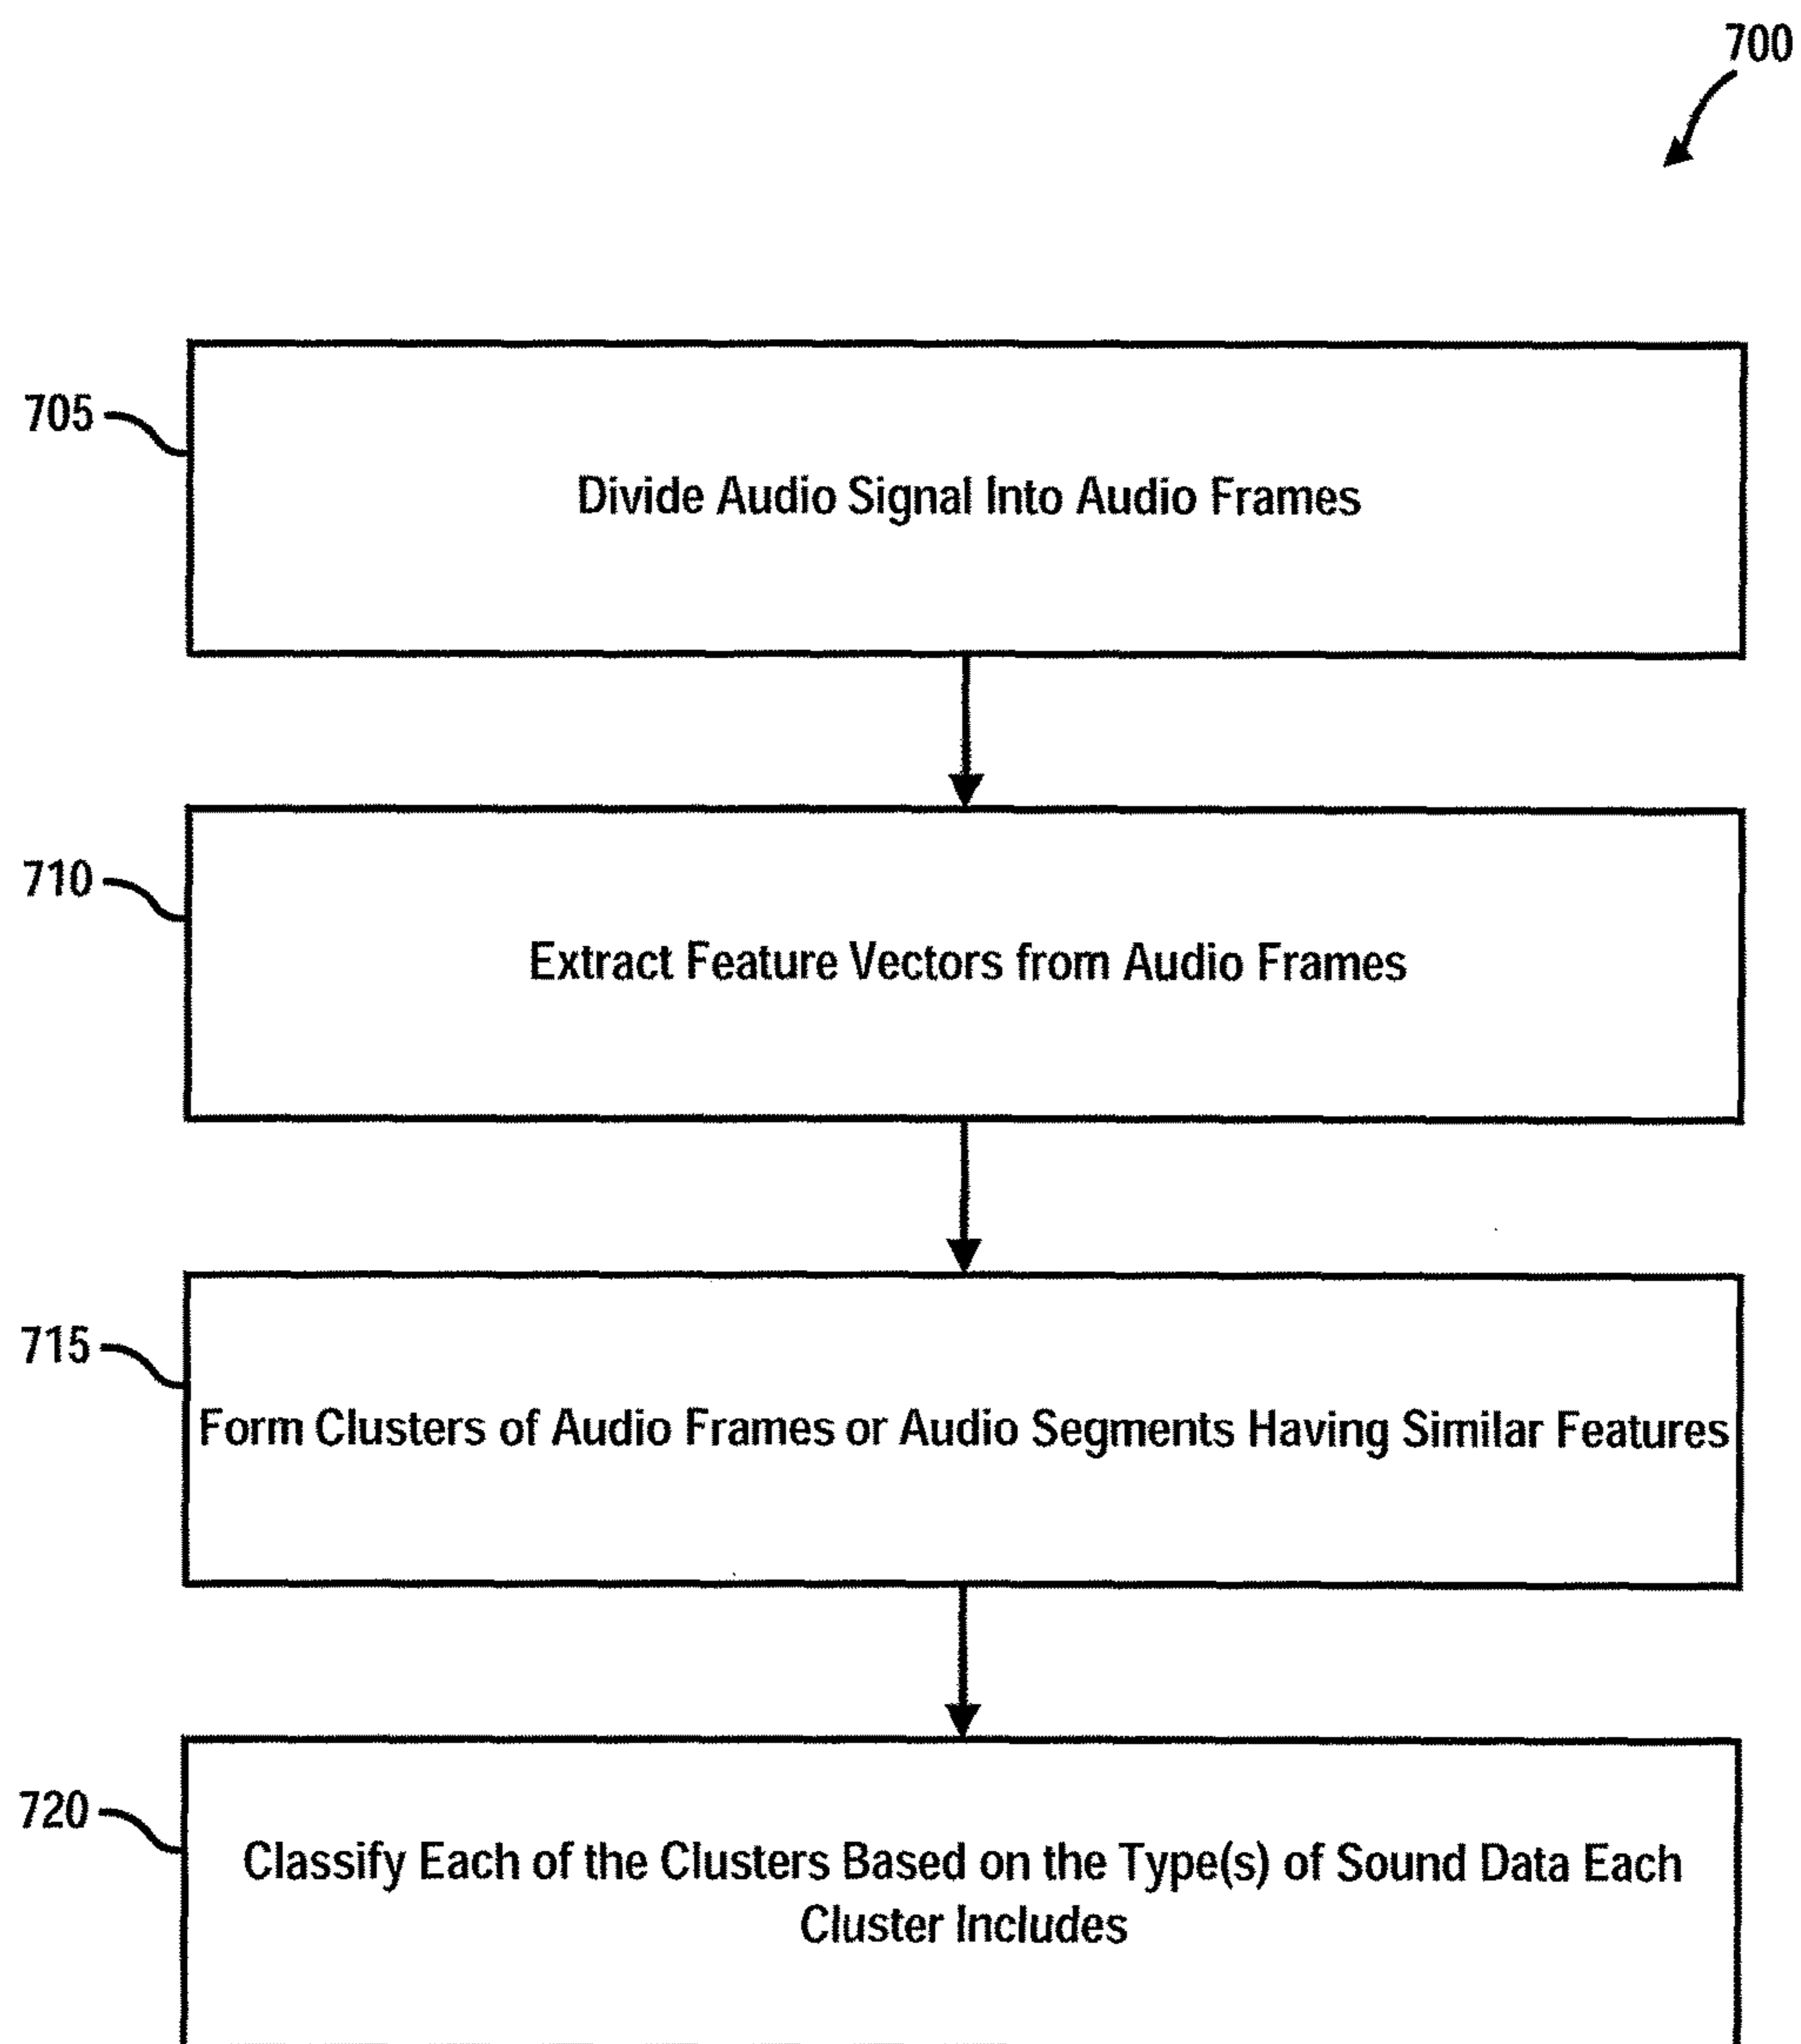 700
705
Divide Audio Signal Into Audio Frames
710
Extract Feature Vectors from Audio Frames
715
Form Clusters of Audio Frames or Audio Segments Having Similar Features
720
Classify Each of the Clusters Based on the Type(s) of Sound Data Each
Cluster Includes